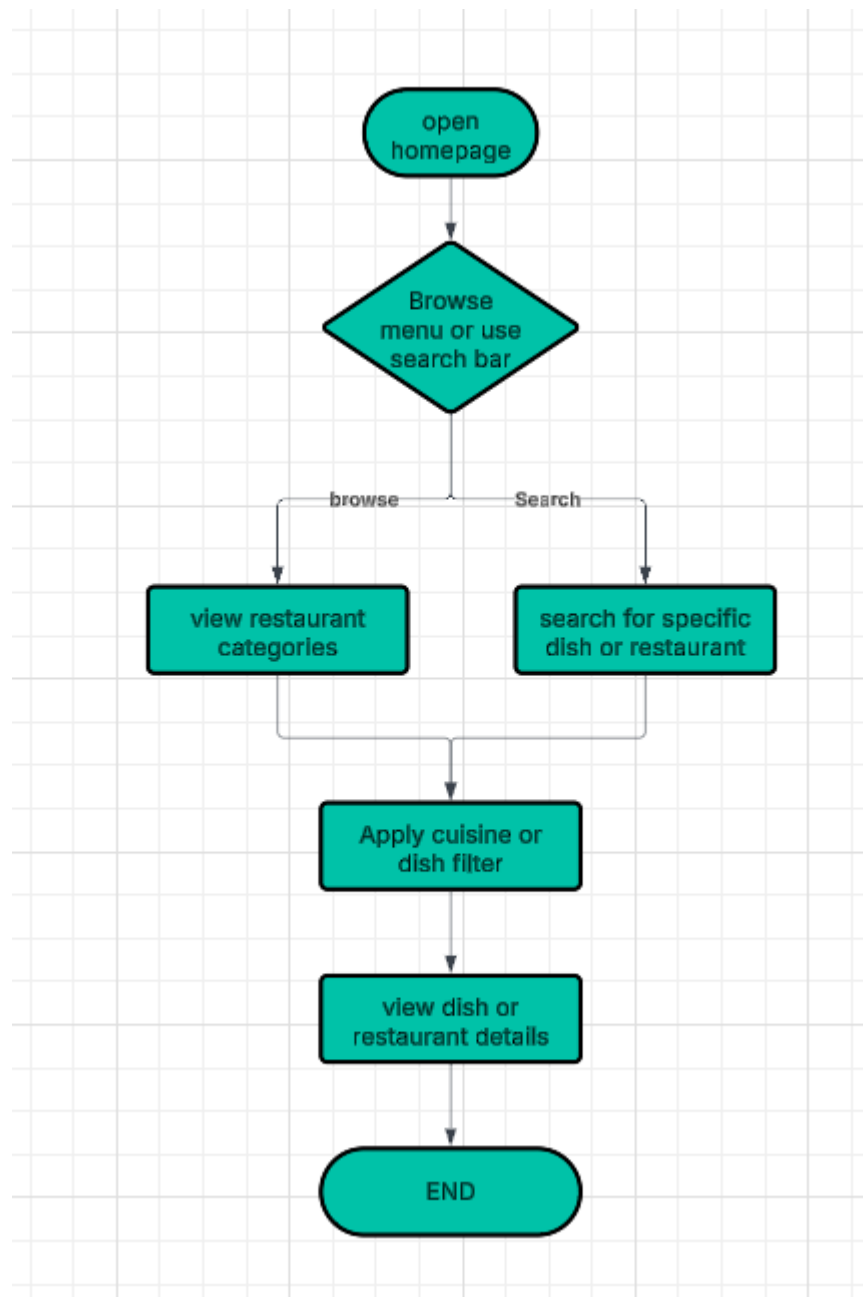 open
homepage
Browse
menu or use
search bar
browse
Search
view restaurant
categories
search for specific
dish or restaurant
Apply cuisine or
dish filter
view dish or
restaurant details
END